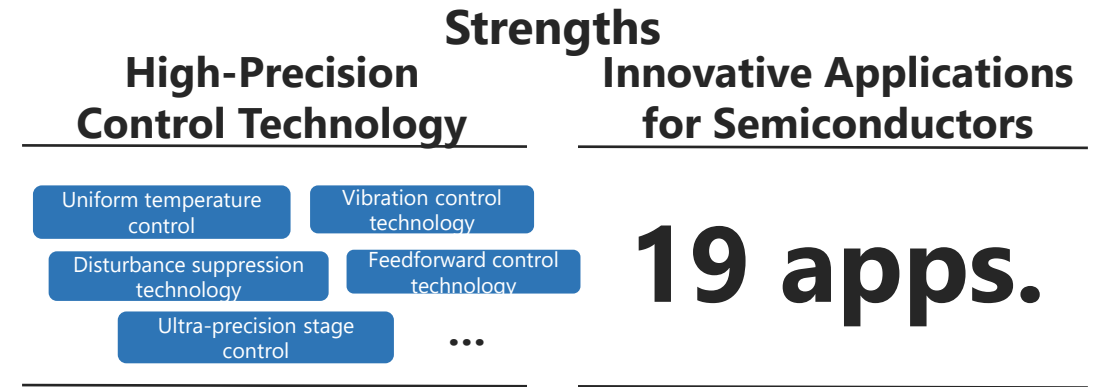 Strengths
High-Precision
Control Technology
Innovative Applications
for Semiconductors
Uniform temperature
control
Vibration control
technology
Disturbance suppression
technology
Feedforward control
technology
Ultra-precision stage
control
...
19 apps.